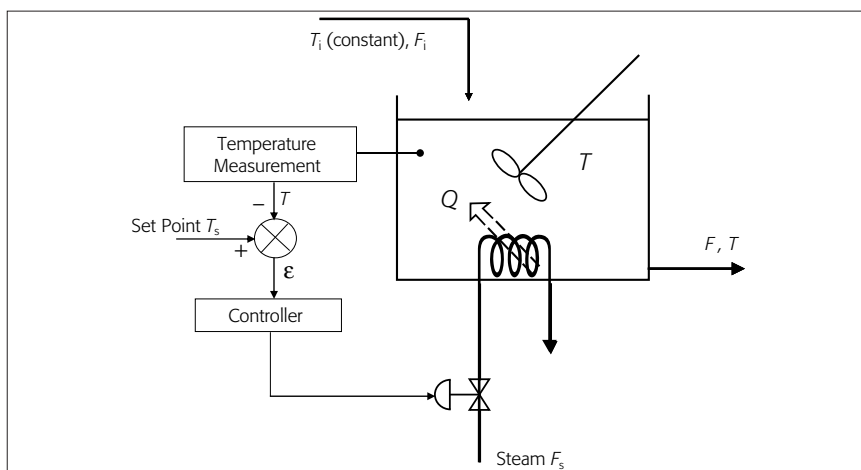 T_i (constant), F_i
Temperature
Measurement
T
Q
− T
Set Point T_s
+
ε
F, T
Controller
Steam F_s